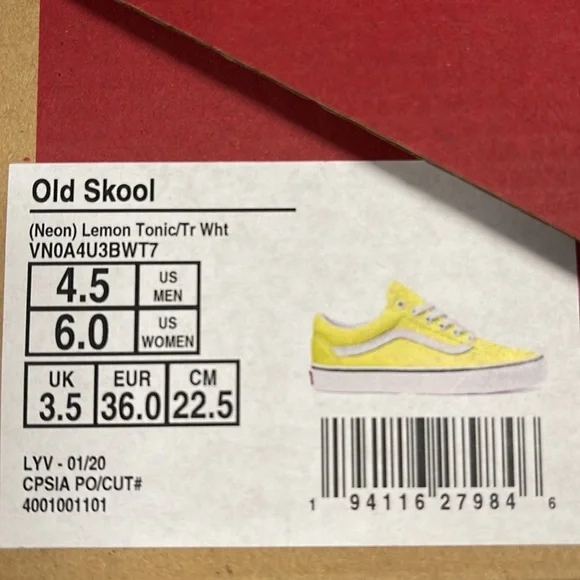 Old Skool
(Neon) Lemon Tonic/Tr Wht
VN0A4U3BWT7
4.5 US MEN
6.0 US WOMEN
UK EUR CM
3.5 36.0 22.5
LYV - 01/20
CPSIA PO/CUT#
4001001101
1 94116 27984 6